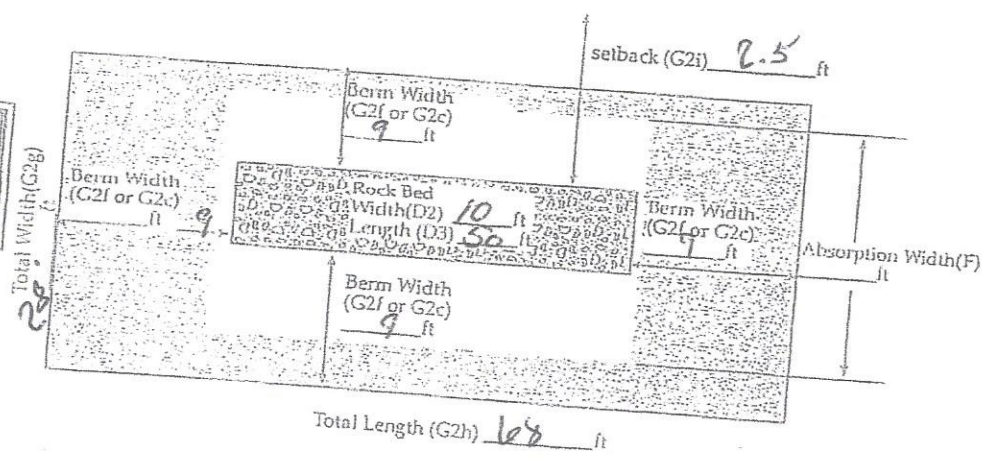 setback (G2i) 2.5 ft
Berm Width
(G2f or G2c)
9 ft
Total Width (G2g)
28 ft
Berm Width
(G2f or G2c)
9 ft
Rock Bed
Width(D2) 10 ft
Length (D3) 50 ft
Berm Width
(G2f or G2c)
9 ft
Absorption Width(F)
ft
Berm Width
(G2f or G2c)
9 ft
Total Length (G2h) 68 ft